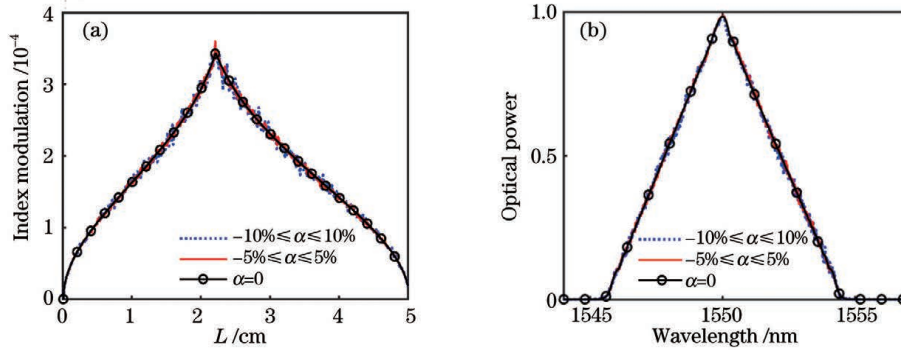 (a)
Index modulation /10⁻⁴
4
3
2
1
0
−10%≤α≤10%
−5%≤α≤5%
α=0
0 1 2 3 4 5
L /cm
(b)
Optical power
1.0
0.5
0
−10%≤α≤10%
−5%≤α≤5%
α=0
1545 1550 1555
Wavelength /nm